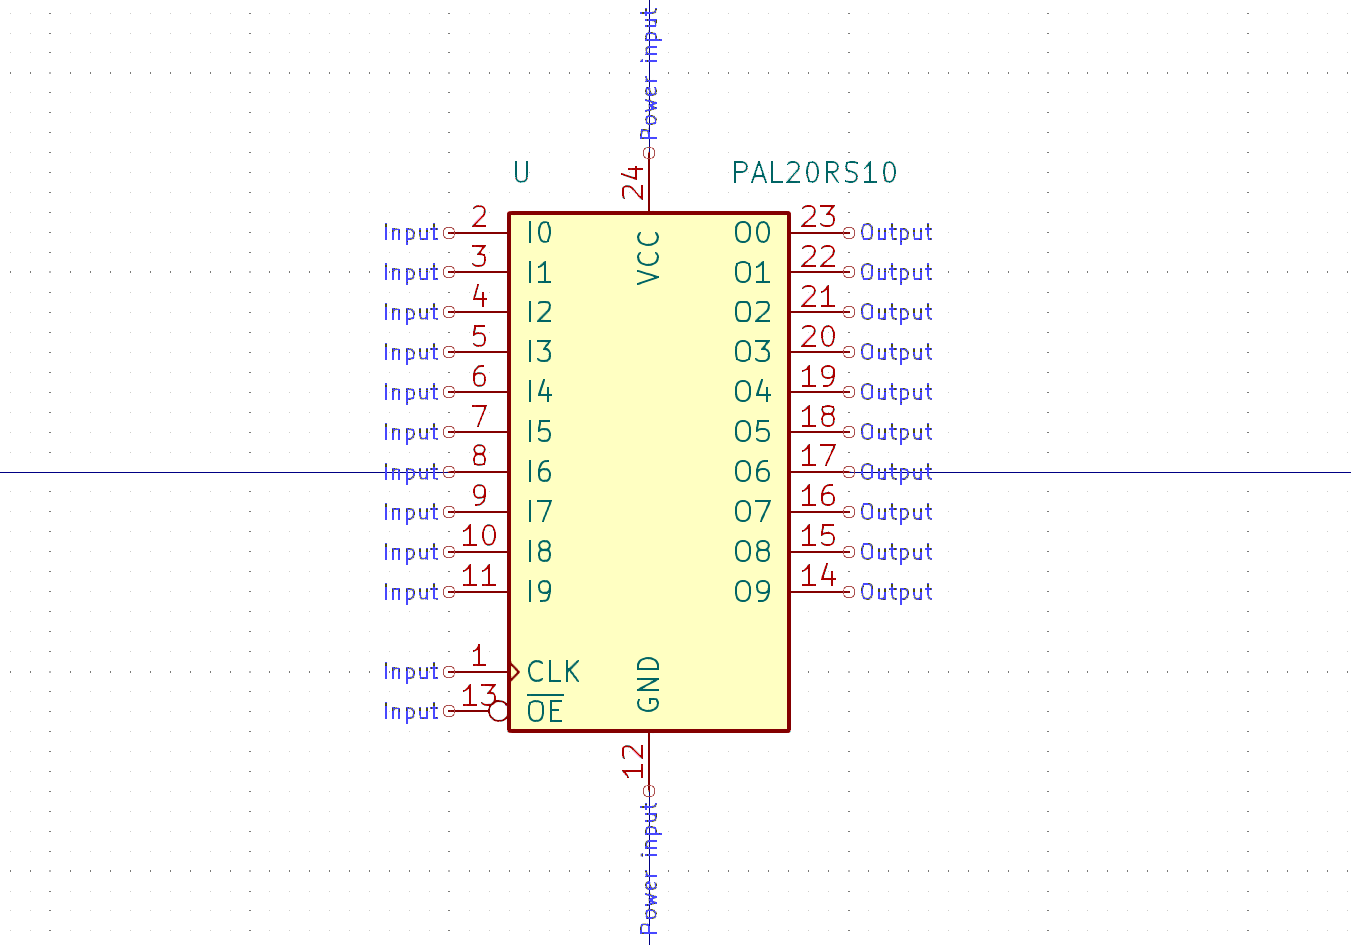 Power input
24
U PAL20RS10
VCC
Input 2 I0 O0 23 Output
Input 3 I1 O1 22 Output
Input 4 I2 O2 21 Output
Input 5 I3 O3 20 Output
Input 6 I4 O4 19 Output
Input 7 I5 O5 18 Output
Input 8 I6 O6 17 Output
Input 9 I7 O7 16 Output
Input 10 I8 O8 15 Output
Input 11 I9 O9 14 Output
Input 1 CLK
Input 13 OE
GND
12
Power input